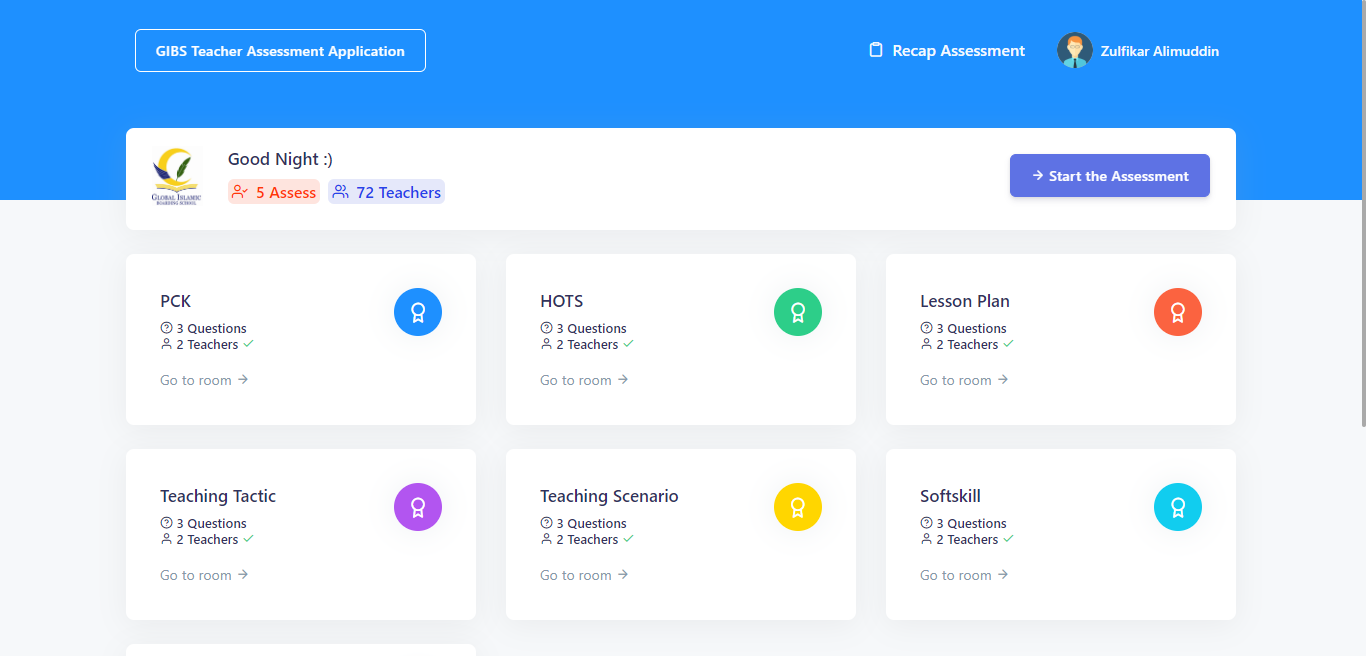 GIBS Teacher Assessment Application
Recap Assessment
Zulfikar Alimuddin
GLOBAL ISLAMIC
BOARDING SCHOOL
Good Night :)
5 Assess
72 Teachers
Start the Assessment
PCK
3 Questions
2 Teachers
Go to room
HOTS
3 Questions
2 Teachers
Go to room
Lesson Plan
3 Questions
2 Teachers
Go to room
Teaching Tactic
3 Questions
2 Teachers
Go to room
Teaching Scenario
3 Questions
2 Teachers
Go to room
Softskill
3 Questions
2 Teachers
Go to room